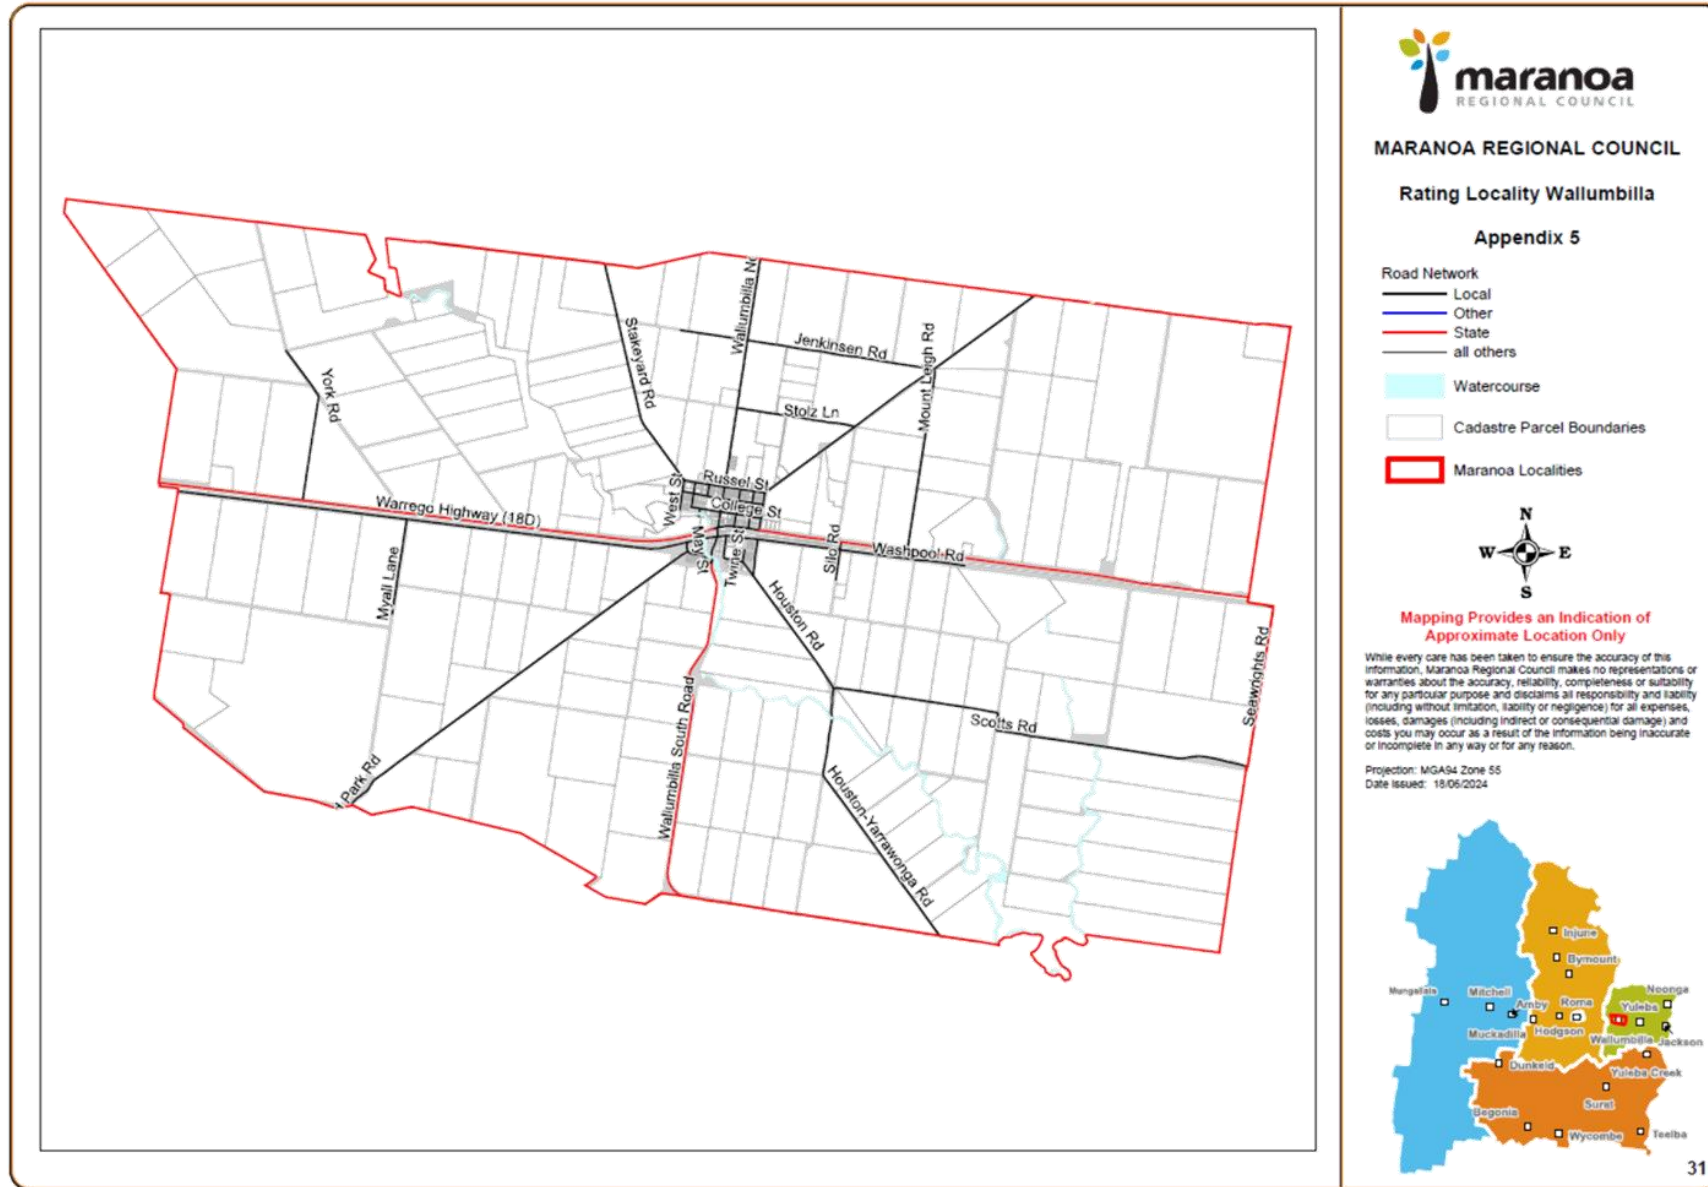 maranoa
REGIONAL COUNCIL
MARANOA REGIONAL COUNCIL
Rating Locality Wallumbilla
Appendix 5
Road Network
Local
Other
State
all others
Watercourse
Cadastre Parcel Boundaries
Maranoa Localities
N
W
E
S
Mapping Provides an Indication of
Approximate Location Only
While every care has been taken to ensure the accuracy of this
information, Maranoa Regional Council makes no representations or
warranties about the accuracy, reliability, completeness or suitability
for any particular purpose and disclaims all responsibility and liability
(including without limitation, liability or negligence) for all expenses,
losses, damages (including indirect or consequential damage) and
costs you may occur as a result of the information being inaccurate
or incomplete in any way or for any reason.
Projection: MGA94 Zone 55
Date Issued: 18/06/2024
Wallumbilla No
Stakeyard Rd
Jenkinsen Rd
Mount Leigh Rd
York Rd
Stolz Ln
Russel St
West St
College St
Warrego Highway (18D)
May St
Twine St
Silo Rd
Washpool Rd
Myall Lane
Houston Rd
Seawrights Rd
Scotts Rd
Wallumbilla South Road
Park Rd
Houston-Yarrawonga Rd
Injune
Bymount
Mungallala
Mitchell
Amby
Roma
Noonga
Yuleba
Muckadilla
Hodgson
Wallumbilla
Jackson
Dunkeld
Yuleba Creek
Surat
Begonia
Wycombe
Teelba
31